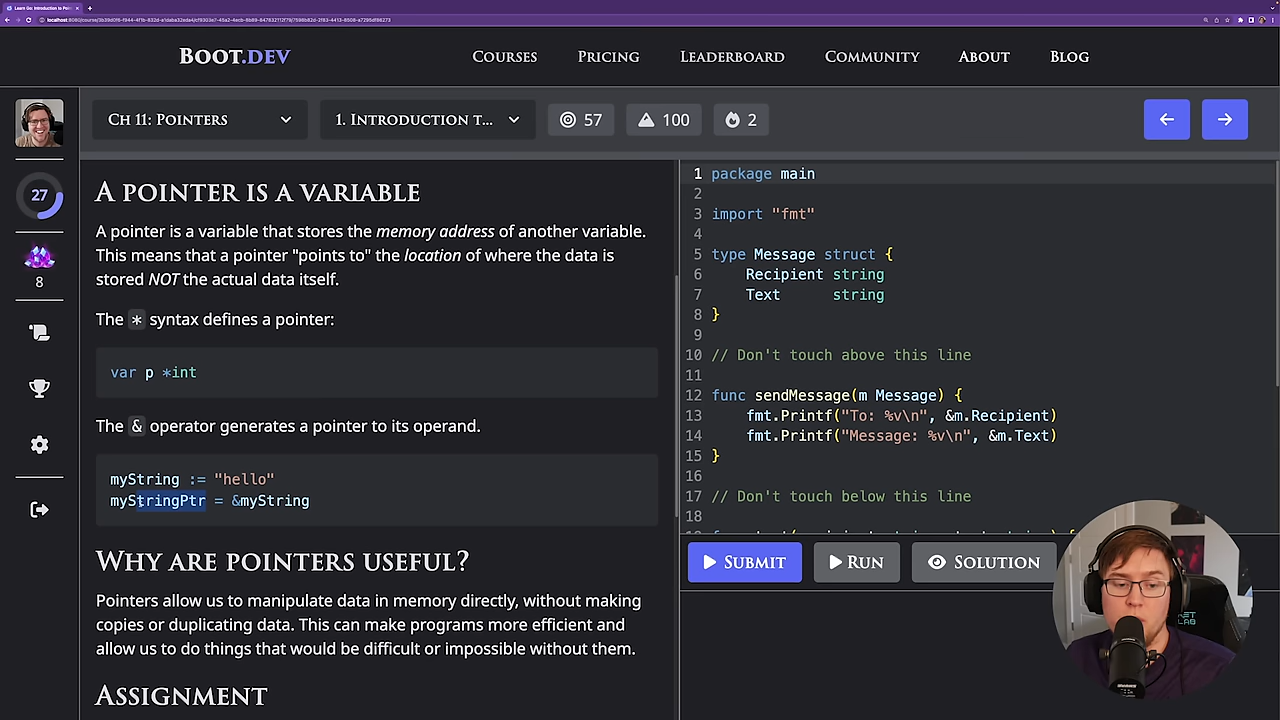 Learn Go: Introduction to Poin
BOOT.DEV
COURSES
PRICING
LEADERBOARD
COMMUNITY
ABOUT
BLOG
CH 11: POINTERS
1. INTRODUCTION T...
57
100
2
27
8
A POINTER IS A VARIABLE
A pointer is a variable that stores the memory address of another variable.
This means that a pointer "points to" the location of where the data is
stored NOT the actual data itself.
The * syntax defines a pointer:
var p *int
The & operator generates a pointer to its operand.
myString := "hello"
myStringPtr = &myString
WHY ARE POINTERS USEFUL?
Pointers allow us to manipulate data in memory directly, without making
copies or duplicating data. This can make programs more efficient and
allow us to do things that would be difficult or impossible without them.
ASSIGNMENT
1 package main
2
3 import "fmt"
4
5 type Message struct {
6 Recipient string
7 Text string
8 }
9
10 // Don't touch above this line
11
12 func sendMessage(m Message) {
13 fmt.Printf("To: %v\n", &m.Recipient)
14 fmt.Printf("Message: %v\n", &m.Text)
15 }
16
17 // Don't touch below this line
18
SUBMIT
RUN
SOLUTION